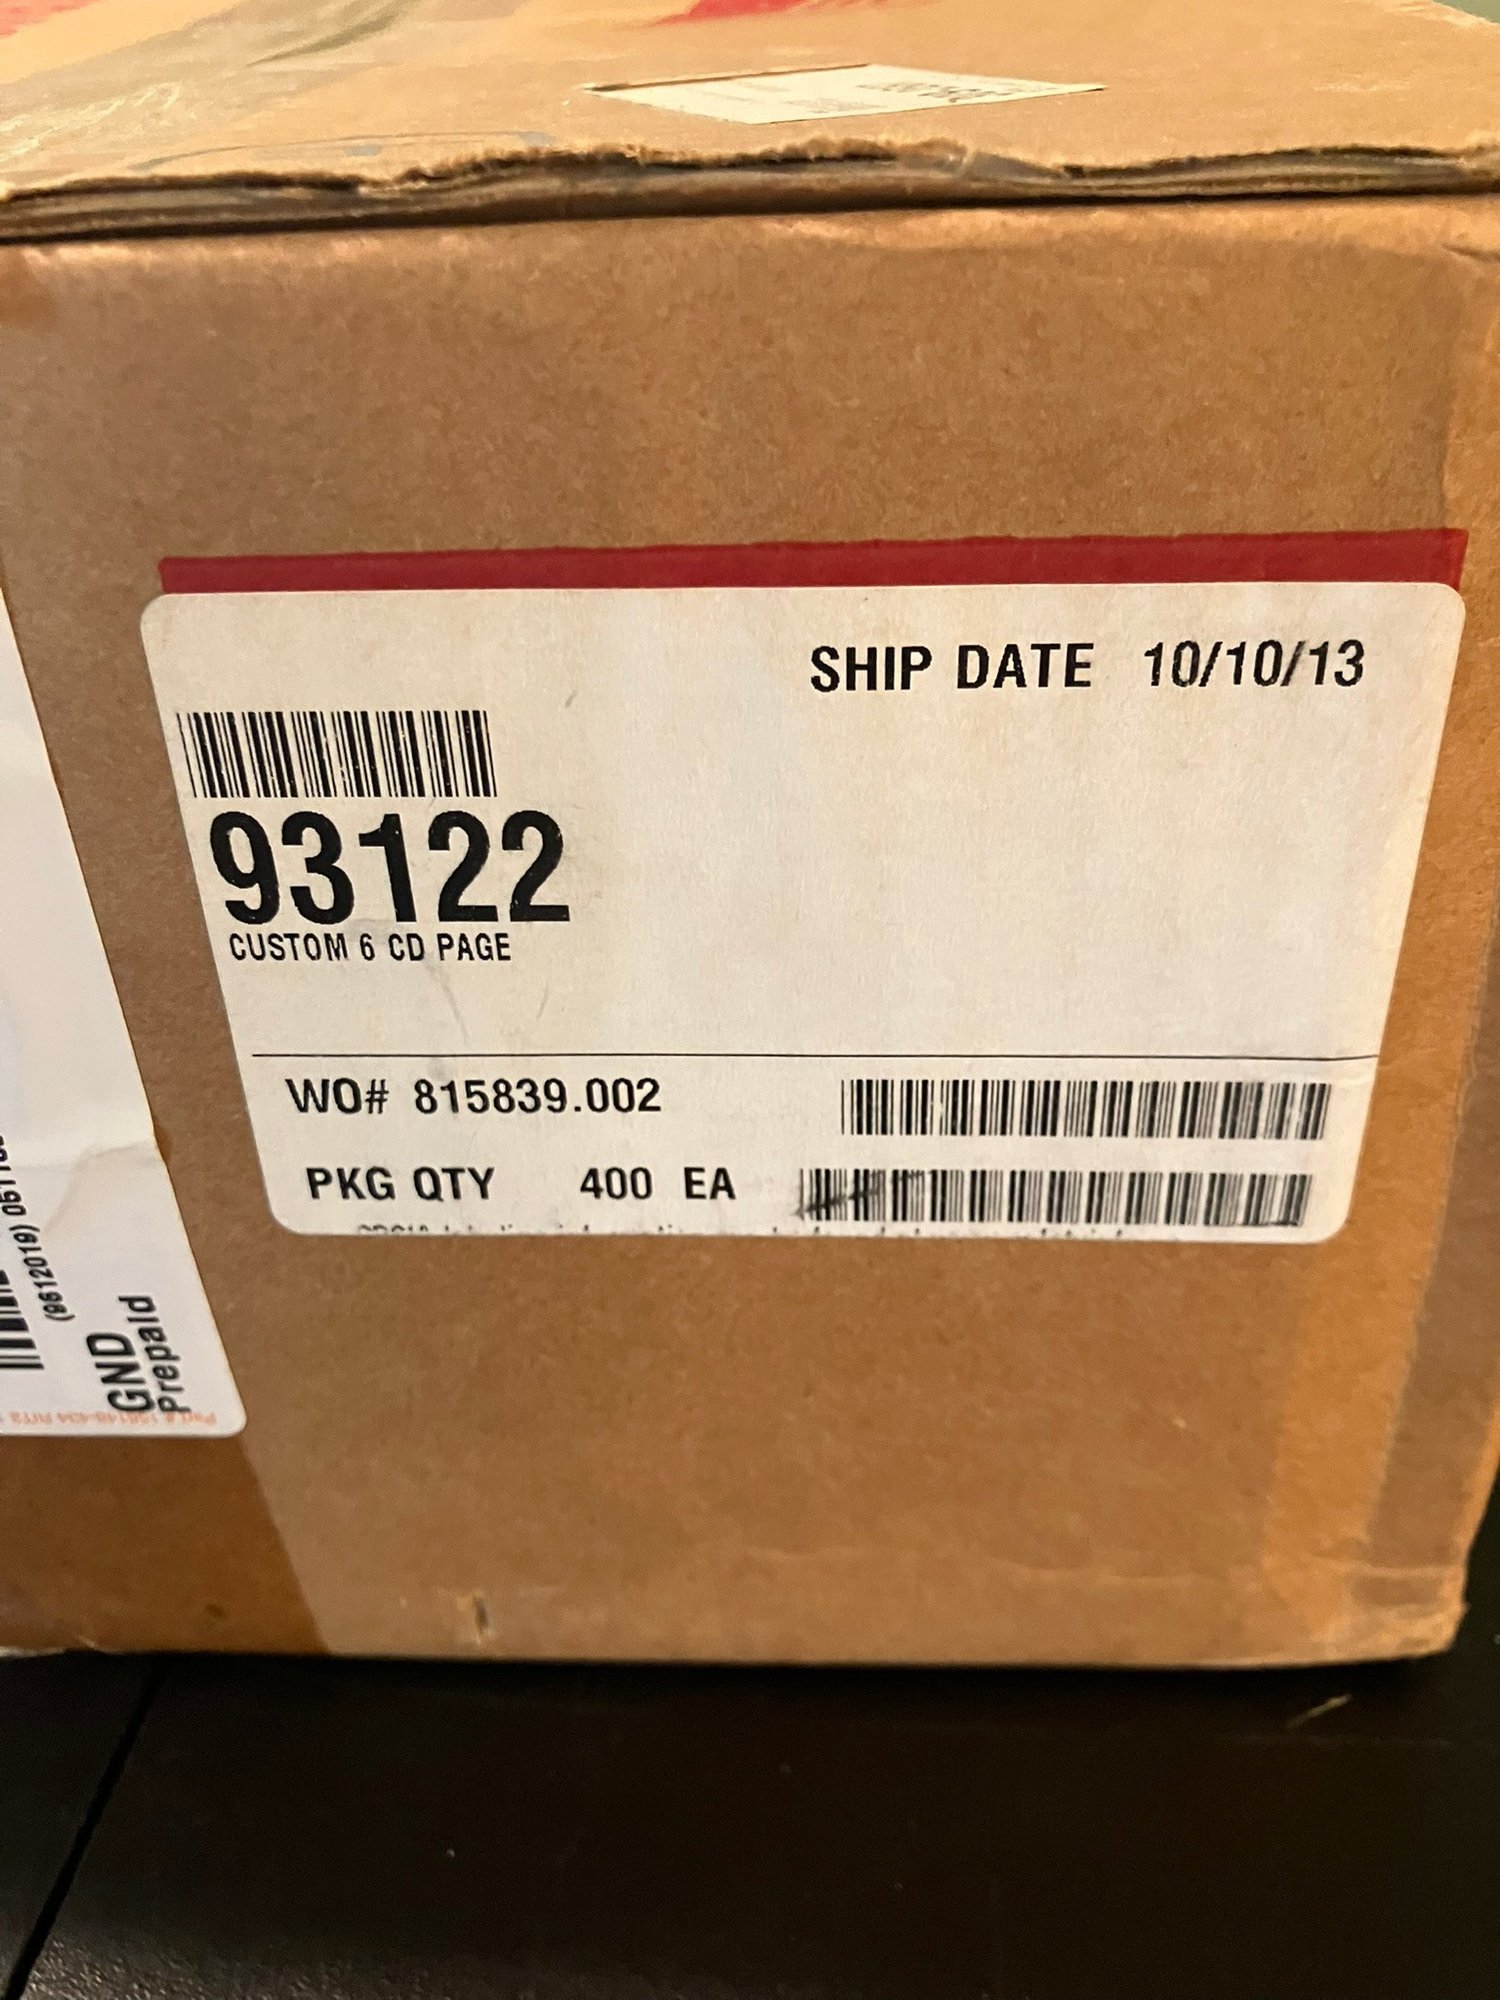 SHIP DATE 10/10/13
93122
CUSTOM 6 CD PAGE
WO# 815839.002
PKG QTY 400 EA
(9612019)
GND
Prepaid